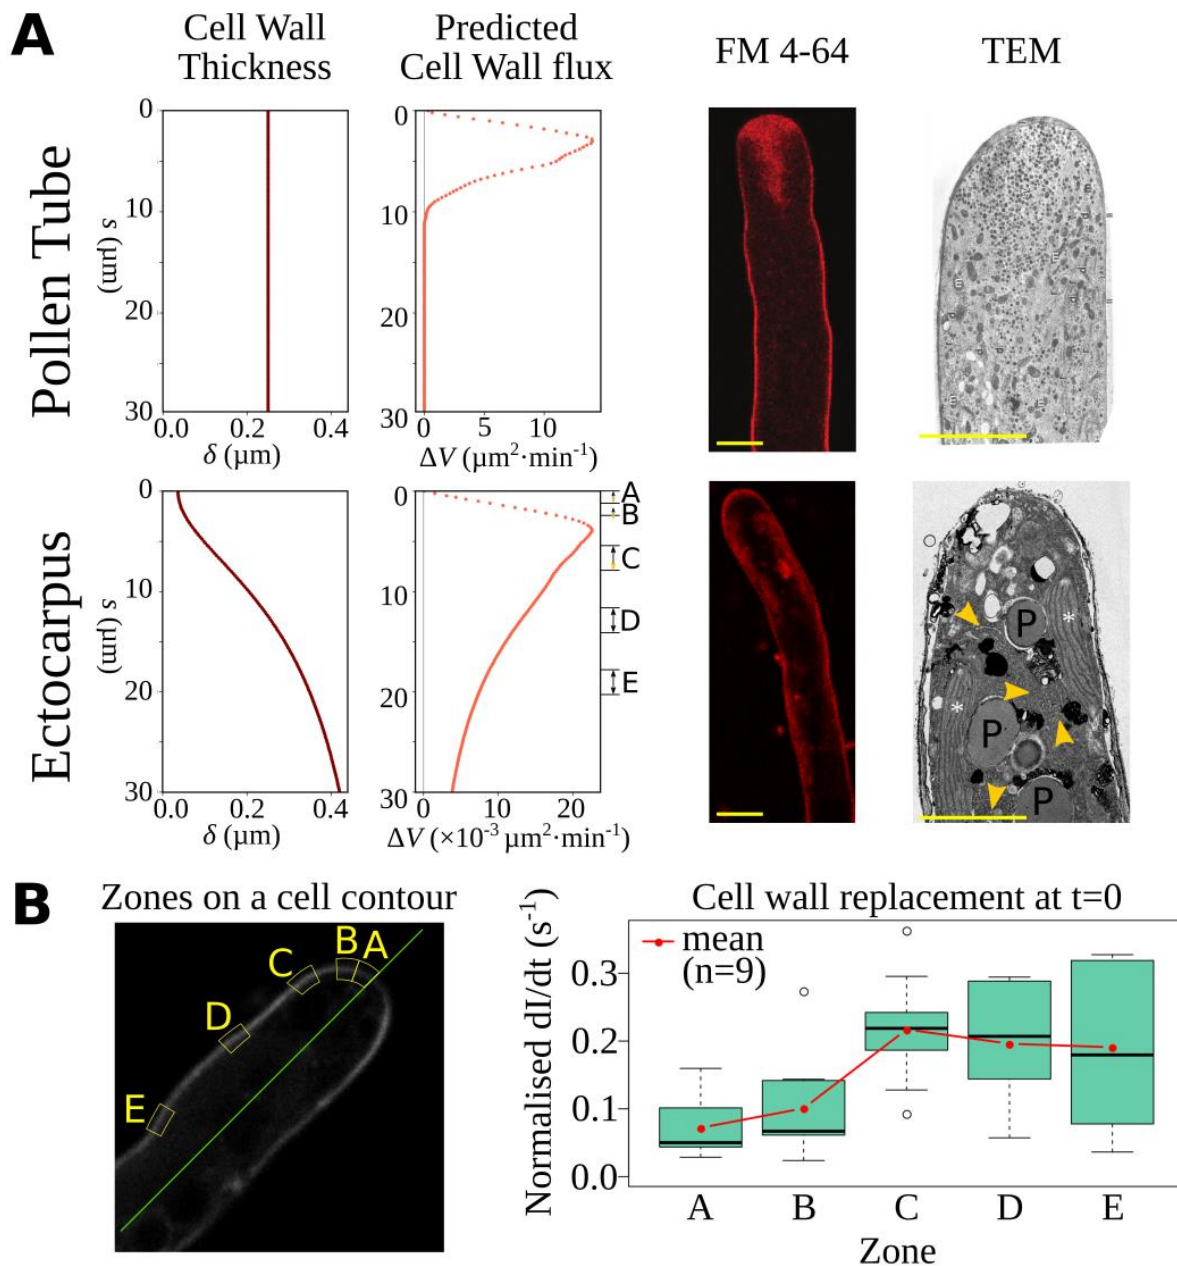 A
Cell Wall
Thickness
Predicted
Cell Wall flux
FM 4-64
TEM
Pollen Tube
s (µm)
0
10
20
30
0.0 0.2 0.4
δ (µm)
0
10
20
30
0 5 10
ΔV (µm²·min⁻¹)
m
m
m
Ectocarpus
s (µm)
0
10
20
30
0.0 0.2 0.4
δ (µm)
0
10
20
30
0 10 20
ΔV (×10⁻³ µm²·min⁻¹)
A
B
C
D
E
P
*
*
P
P
B
Zones on a cell contour
B A
C
D
E
Cell wall replacement at t=0
Normalised dI/dt (s⁻¹)
mean
(n=9)
0.3
0.2
0.1
0.0
A B C D E
Zone